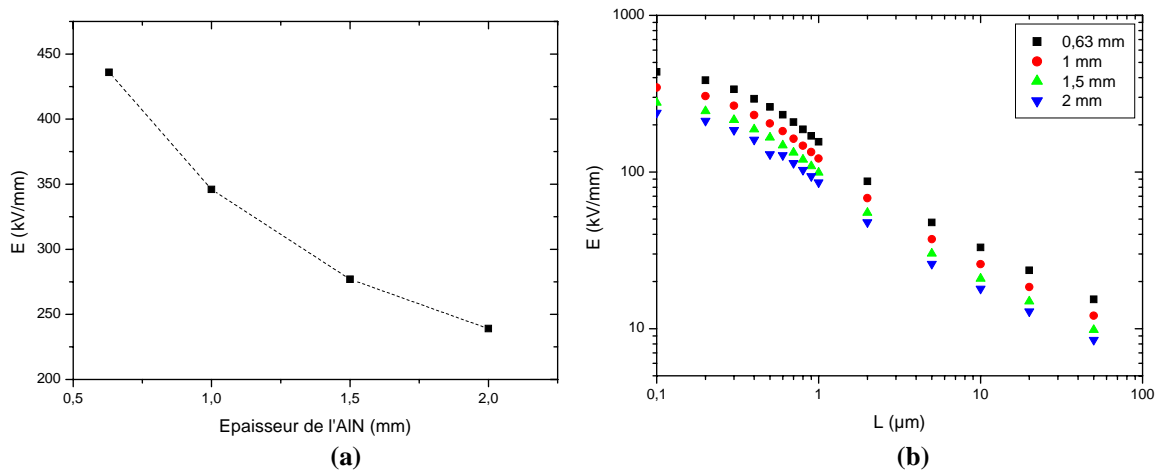 450
400
350
300
250
200
0,5
1,0
1,5
2,0
E (kV/mm)
Epaisseur de l'AlN (mm)
(a)
1000
100
10
0,1
1
10
100
E (kV/mm)
L (µm)
0,63 mm
1 mm
1,5 mm
2 mm
(b)